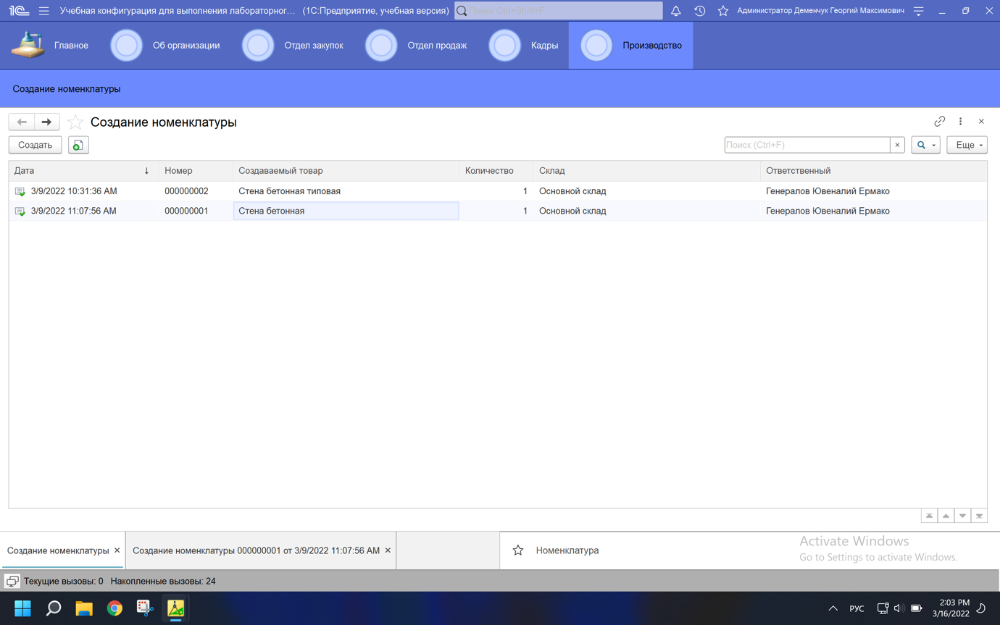 1С Учебная конфигурация для выполнения лабораторног... (1С:Предприятие, учебная версия) Поиск Ctrl+Shift+F Администратор Деменчук Георгий Максимович
Главное Об организации Отдел закупок Отдел продаж Кадры Производство
Создание номенклатуры
Создание номенклатуры
Создать Поиск (Ctrl+F) × Еще
Дата ↓ Номер Создаваемый товар Количество Склад Ответственный
3/9/2022 10:31:36 AM 000000002 Стена бетонная типовая 1 Основной склад Генералов Ювеналий Ермако
3/9/2022 11:07:56 AM 000000001 Стена бетонная 1 Основной склад Генералов Ювеналий Ермако
Создание номенклатуры × Создание номенклатуры 000000001 от 3/9/2022 11:07:56 AM × Номенклатура
Activate Windows
Go to Settings to activate Windows.
Текущие вызовы: 0 Накопленные вызовы: 24
РУС 2:03 PM
3/16/2022